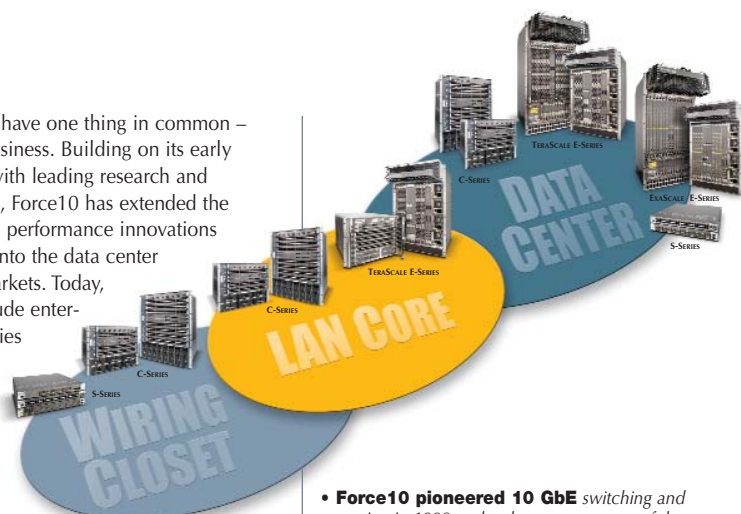 have one thing in common –
siness. Building on its early
with leading research and
, Force10 has extended the
performance innovations
nto the data center
arkets. Today,
ude enter-
ies
TERASCALE E-SERIES
C-SERIES
EXASCALE E-SERIES
S-SERIES
DATA
CENTER
TERASCALE E-SERIES
C-SERIES
LAN CORE
C-SERIES
S-SERIES
WIRING
CLOSET
• Force10 pioneered 10 GbE switching and